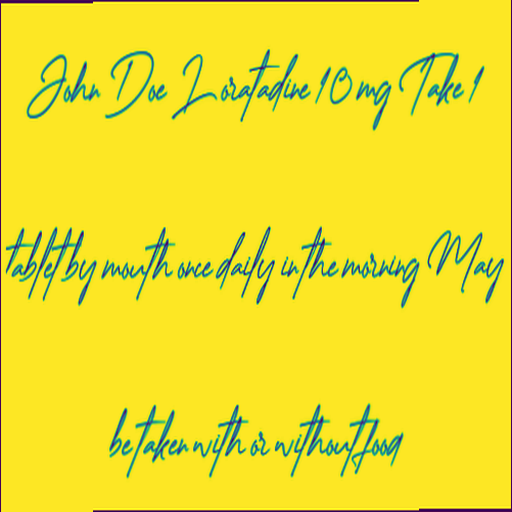 John Doe Loratadine 10 mg Take 1
tablet by mouth once daily in the morning May
be taken with or without food